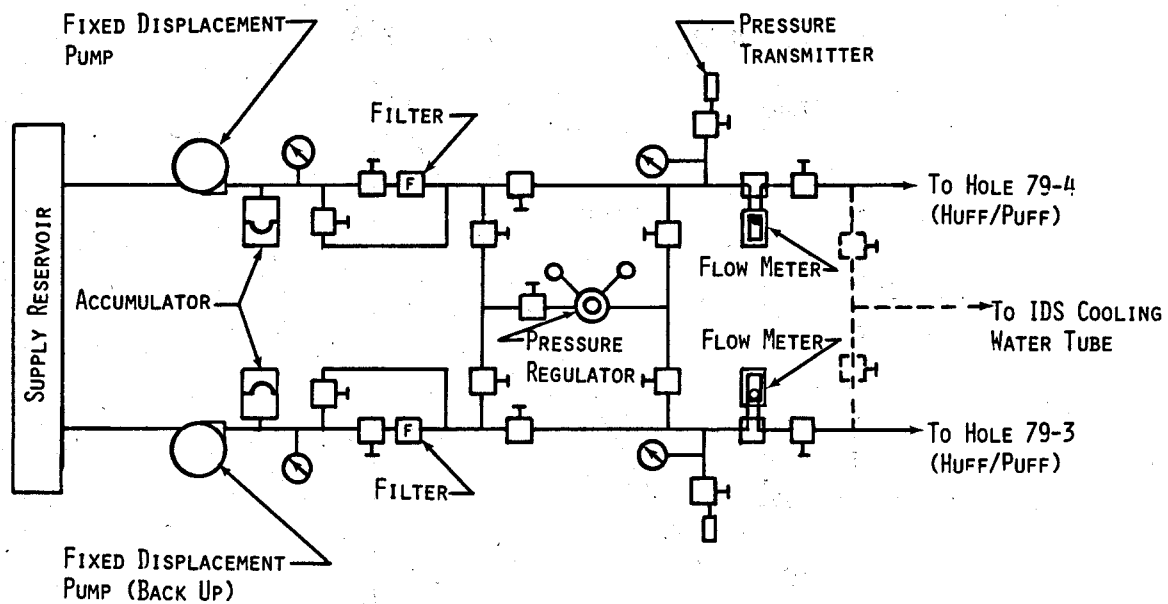 FIXED DISPLACEMENT
PUMP
PRESSURE
TRANSMITTER
FILTER
F
TO HOLE 79-4
(HUFF/PUFF)
FLOW METER
SUPPLY RESERVOIR
ACCUMULATOR
PRESSURE
REGULATOR
FLOW METER
TO IDS COOLING
WATER TUBE
F
TO HOLE 79-3
(HUFF/PUFF)
FILTER
FIXED DISPLACEMENT
PUMP (BACK UP)